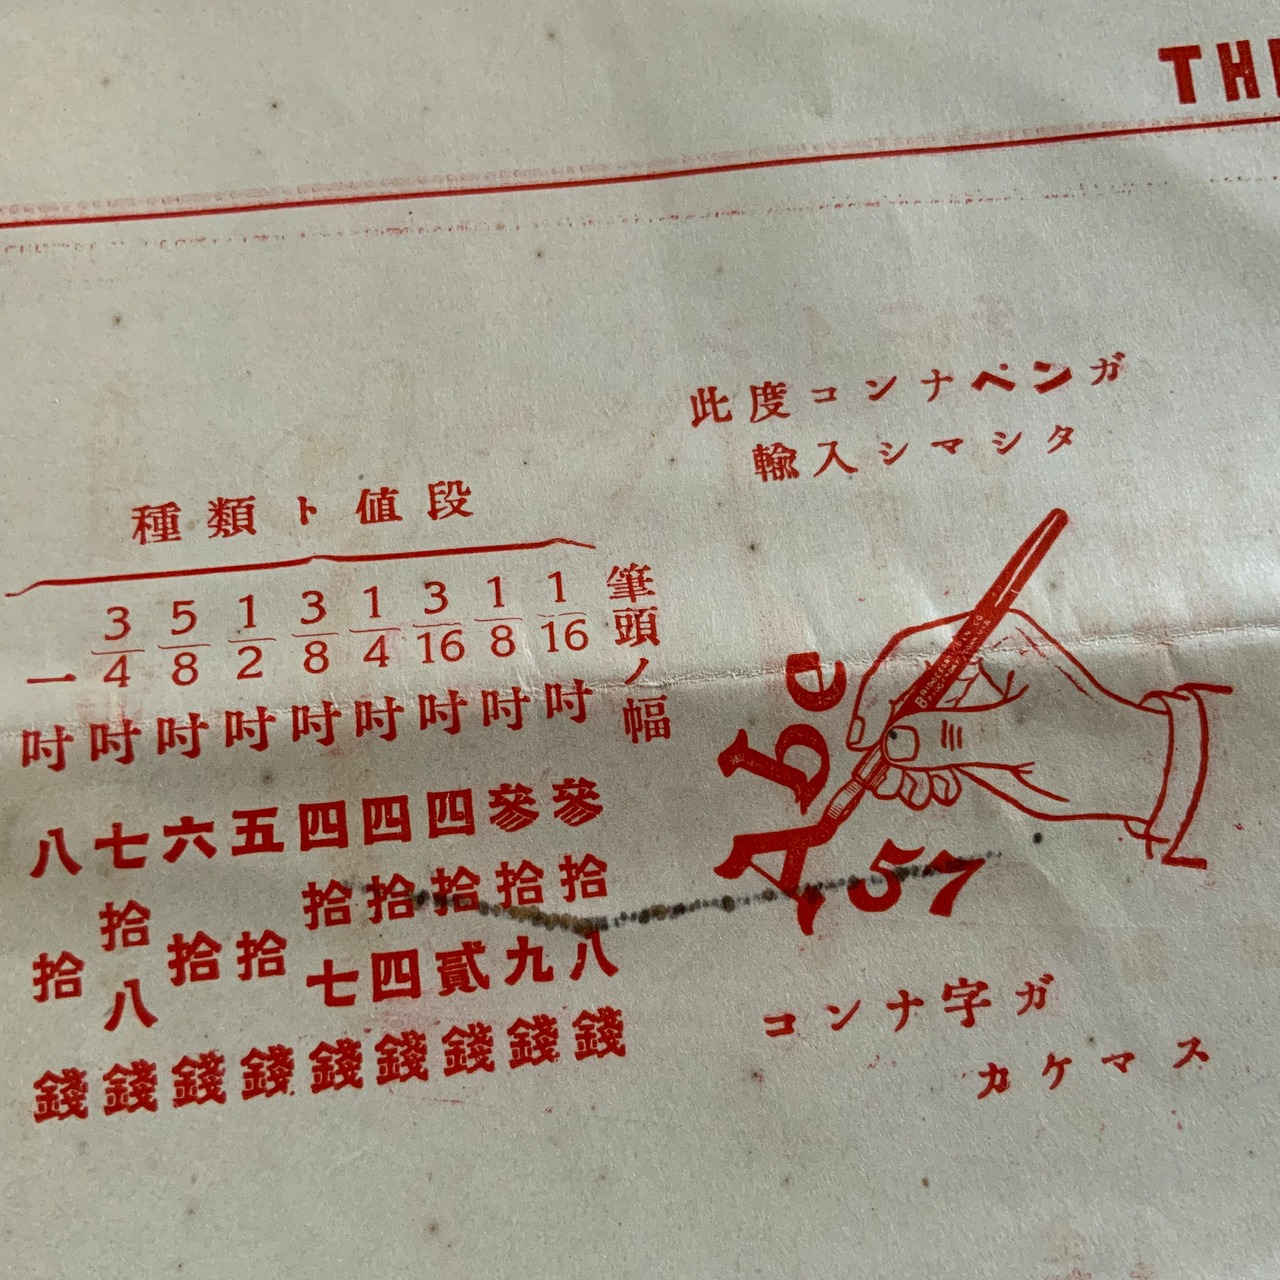 THE
此度コンナペンガ
輸入シマシタ
Abe
57
コンナ字ガ
カケマス
種類ト値段
筆頭ノ幅
1/16吋 参拾八錢
1/8吋 参拾九錢
3/16吋 四拾貳錢
1/4吋 四拾四錢
3/8吋 四拾七錢
1/2吋 五拾錢
5/8吋 六拾錢
3/4吋 七拾八錢
一吋 八拾錢